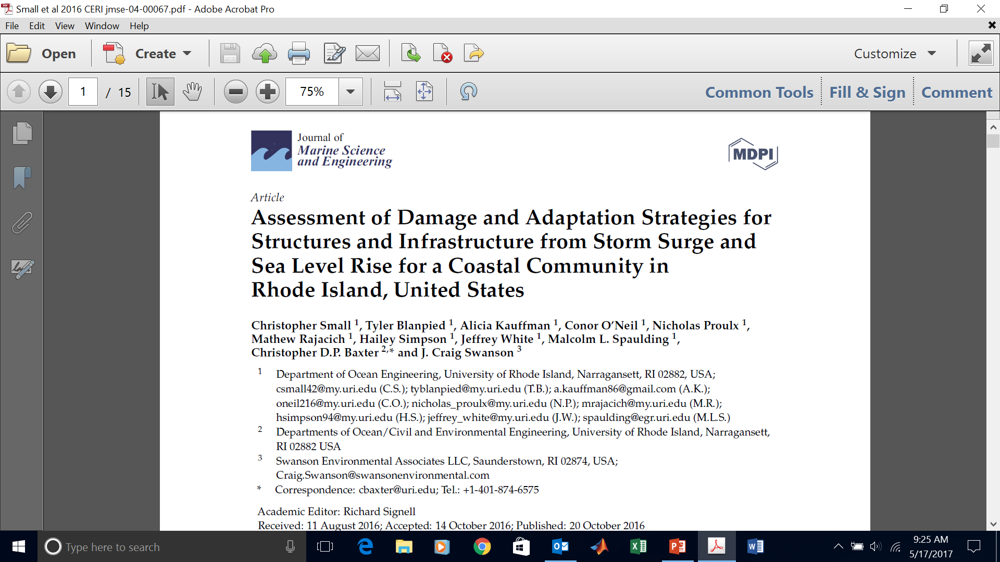 Small et al 2016 CERI jmse-04-00067.pdf - Adobe Acrobat Pro
File Edit View Window Help
Open Create Customize
1 / 15 75% Common Tools Fill & Sign Comment
Journal of
Marine Science
and Engineering
MDPI
Article
Assessment of Damage and Adaptation Strategies for
Structures and Infrastructure from Storm Surge and
Sea Level Rise for a Coastal Community in
Rhode Island, United States
Christopher Small 1, Tyler Blanpied 1, Alicia Kauffman 1, Conor O’Neil 1, Nicholas Proulx 1,
Mathew Rajacich 1, Hailey Simpson 1, Jeffrey White 1, Malcolm L. Spaulding 1,
Christopher D.P. Baxter 2,* and J. Craig Swanson 3
1 Department of Ocean Engineering, University of Rhode Island, Narragansett, RI 02882, USA;
csmall42@my.uri.edu (C.S.); tyblanpied@my.uri.edu (T.B.); a.kauffman86@gmail.com (A.K.);
oneil216@my.uri.edu (C.O.); nicholas_proulx@my.uri.edu (N.P.); mrajacich@my.uri.edu (M.R.);
hsimpson94@my.uri.edu (H.S.); jeffrey_white@my.uri.edu (J.W.); spaulding@egr.uri.edu (M.L.S.)
2 Departments of Ocean/Civil and Environmental Engineering, University of Rhode Island, Narragansett,
RI 02882 USA
3 Swanson Environmental Associates LLC, Saunderstown, RI 02874, USA;
Craig.Swanson@swansonenvironmental.com
* Correspondence: cbaxter@uri.edu; Tel.: +1-401-874-6575
Academic Editor: Richard Signell
Received: 11 August 2016; Accepted: 14 October 2016; Published: 20 October 2016
Type here to search
9:25 AM
5/17/2017